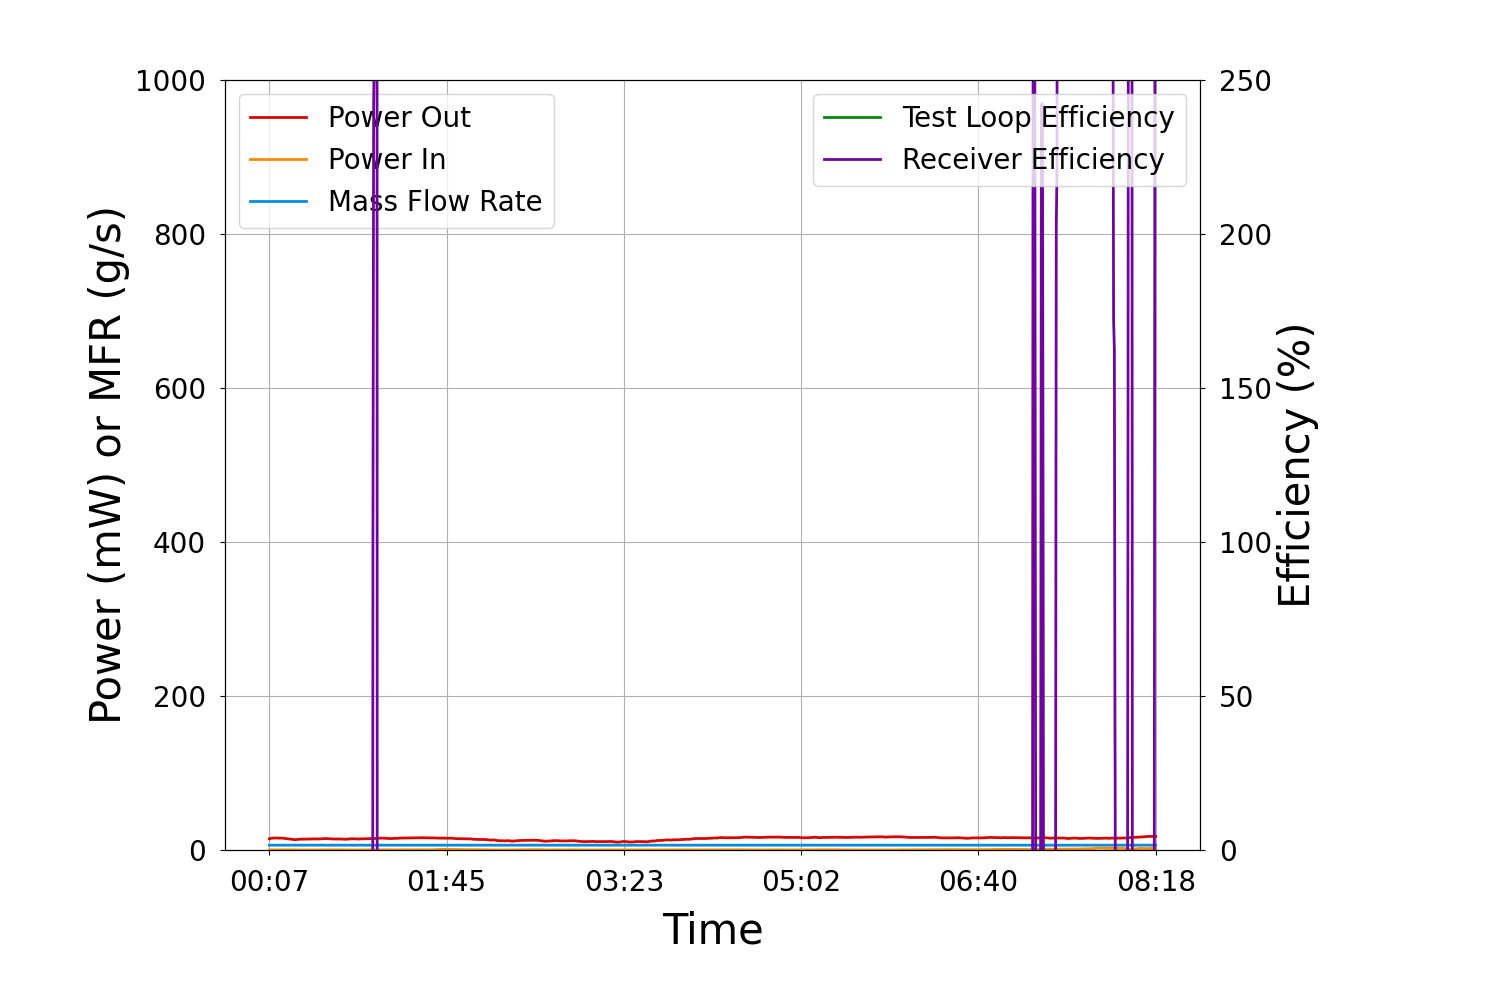 Power (mW) or MFR (g/s)
1000
800
600
400
200
0
Power Out
Power In
Mass Flow Rate
Test Loop Efficiency
Receiver Efficiency
250
200
150
100
50
0
Efficiency (%)
00:07 01:45 03:23 05:02 06:40 08:18
Time